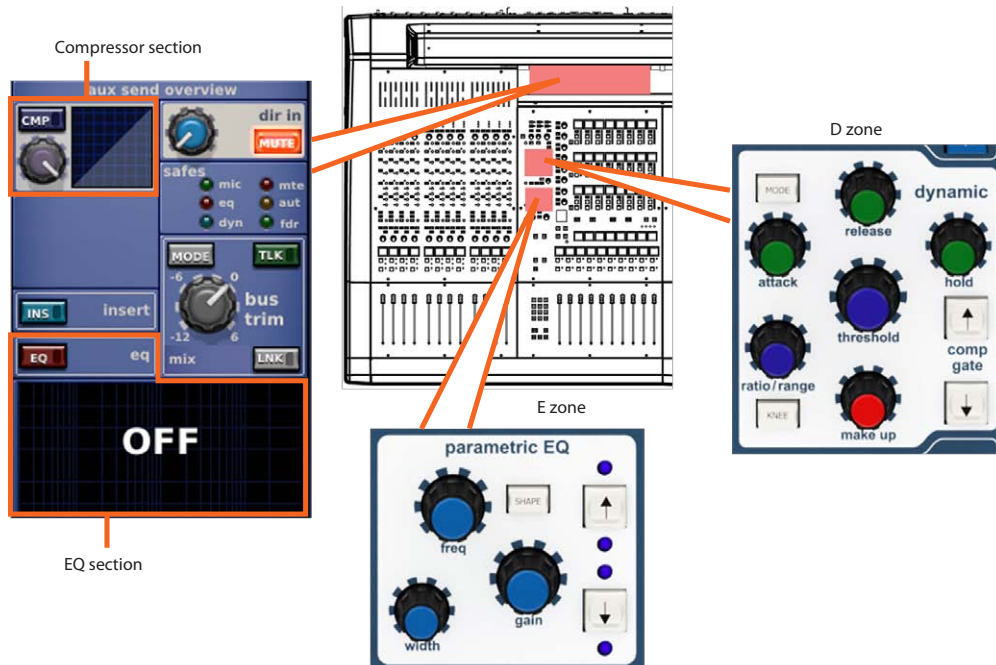 Compressor section
aux send overview
CMP
dir in
MUTE
safes
mic
mte
eq
aut
dyn
fdr
MODE
TLK
-6
0
bus
trim
-12
6
INS
insert
EQ
eq
mix
LNK
OFF
EQ section
D zone
MODE
dynamic
release
attack
hold
threshold
ratio/range
comp
gate
KNEE
make up
E zone
parametric EQ
SHAPE
freq
gain
width